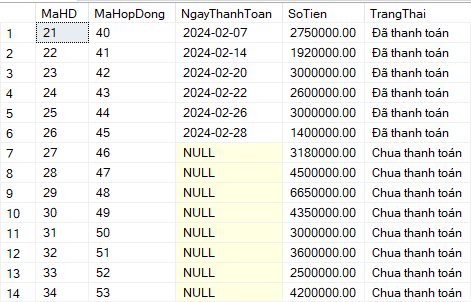 MaHD MaHopDong NgayThanhToan SoTien TrangThai
1 21 40 2024-02-07 2750000.00 Đã thanh toán
2 22 41 2024-02-14 1920000.00 Đã thanh toán
3 23 42 2024-02-20 3000000.00 Đã thanh toán
4 24 43 2024-02-22 2600000.00 Đã thanh toán
5 25 44 2024-02-26 3000000.00 Đã thanh toán
6 26 45 2024-02-28 1400000.00 Đã thanh toán
7 27 46 NULL 3180000.00 Chua thanh toán
8 28 47 NULL 4500000.00 Chua thanh toán
9 29 48 NULL 6650000.00 Chua thanh toán
10 30 49 NULL 4350000.00 Chua thanh toán
11 31 50 NULL 3000000.00 Chua thanh toán
12 32 51 NULL 3600000.00 Chua thanh toán
13 33 52 NULL 2500000.00 Chua thanh toán
14 34 53 NULL 4200000.00 Chua thanh toán